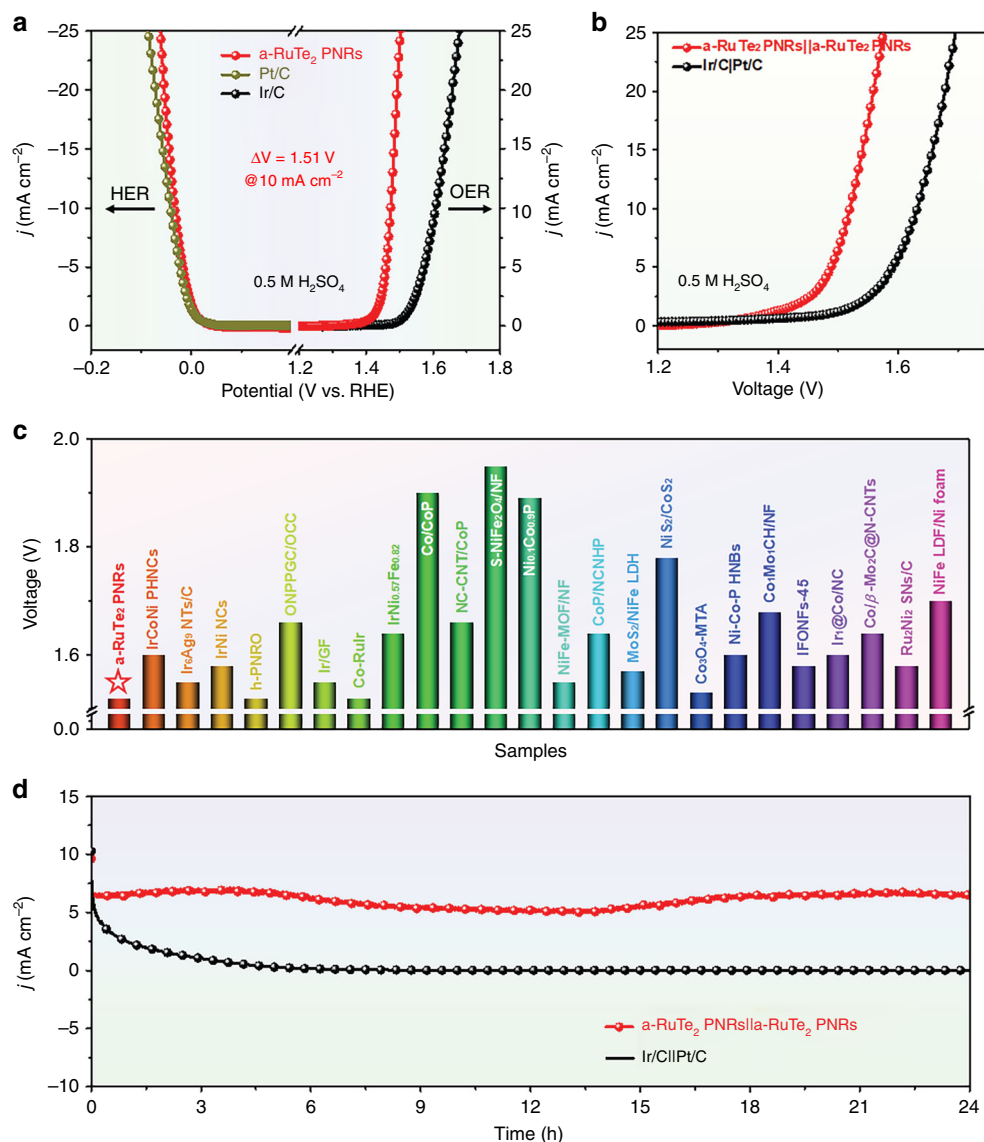 a
−25
−20
−15
−10
−5
0
j (mA cm−2)
25
20
15
10
5
0
j (mA cm−2)
a-RuTe2 PNRs
Pt/C
Ir/C
ΔV = 1.51 V
@10 mA cm−2
HER
OER
0.5 M H2SO4
−0.2
0.0
1.2
1.4
1.6
1.8
Potential (V vs. RHE)
b
25
20
15
10
5
0
j (mA cm−2)
a-RuTe2 PNRs||a-RuTe2 PNRs
Ir/C|Pt/C
0.5 M H2SO4
1.2
1.4
1.6
Voltage (V)
c
2.0
1.8
1.6
0.0
Voltage (V)
a-RuTe2 PNRs
IrCoNi PHNCs
Ir6Ag9 NTs/C
IrNi NCs
h-PNRO
ONPPGC/OCC
Ir/GF
Co-RuIr
IrNi0.57Fe0.82
Co/CoP
NC-CNT/CoP
S-NiFe2O4/NF
Ni0.1Co0.9P
NiFe-MOF/NF
CoP/NCNHP
MoS2/NiFe LDH
NiS2/CoS2
Co3O4-MTA
Ni-Co-P HNBs
Co1Mo1CH/NF
IFONFs-45
Ir1@Co/NC
Co/β-Mo2C@N-CNTs
Ru2Ni2 SNs/C
NiFe LDF/Ni foam
Samples
d
15
10
5
0
−5
−10
j (mA cm−2)
a-RuTe2 PNRsIIa-RuTe2 PNRs
Ir/CIIPt/C
0
3
6
9
12
15
18
21
24
Time (h)